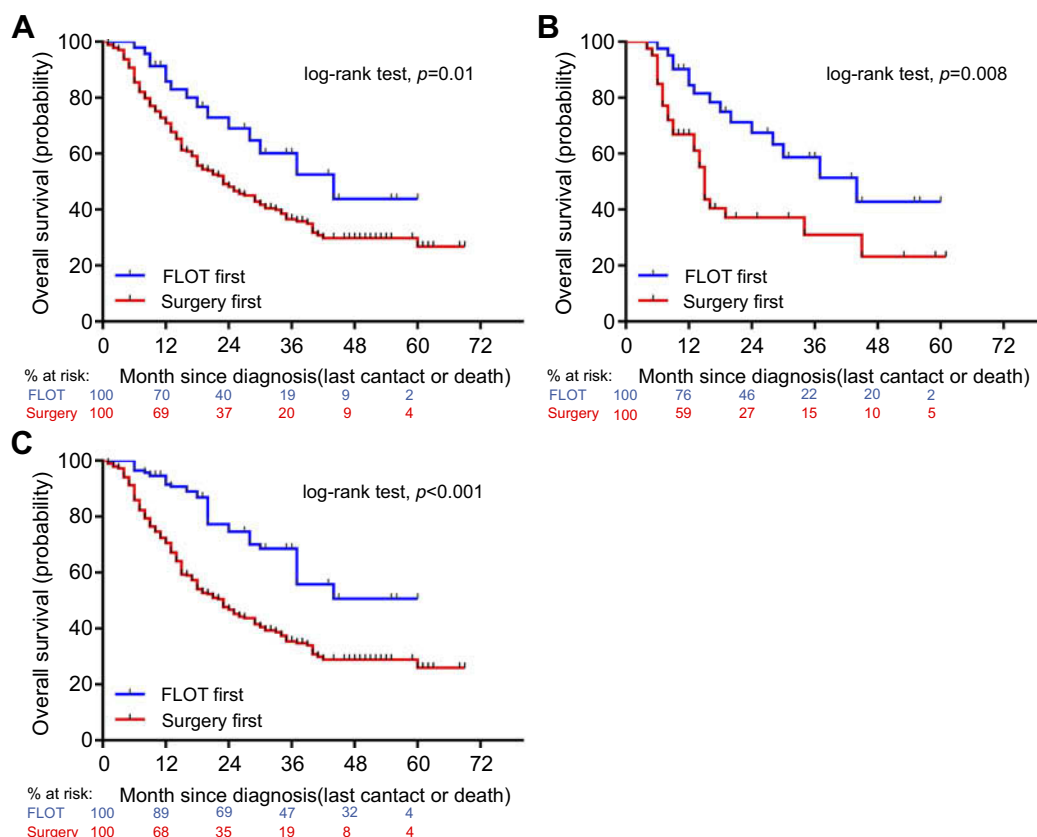 A
100
80
60
40
20
0
Overall survival (probability)
log-rank test, p=0.01
FLOT first
Surgery first
0 12 24 36 48 60 72
% at risk: Month since diagnosis(last cantact or death)
FLOT 100 70 40 19 9 2
Surgery 100 69 37 20 9 4
B
100
80
60
40
20
0
Overall survival (probability)
log-rank test, p=0.008
FLOT first
Surgery first
0 12 24 36 48 60 72
% at risk: Month since diagnosis(last cantact or death)
FLOT 100 76 46 22 20 2
Surgery 100 59 27 15 10 5
C
100
80
60
40
20
0
Overall survival (probability)
log-rank test, p<0.001
FLOT first
Surgery first
0 12 24 36 48 60 72
% at risk: Month since diagnosis(last cantact or death)
FLOT 100 89 69 47 32 4
Surgery 100 68 35 19 8 4